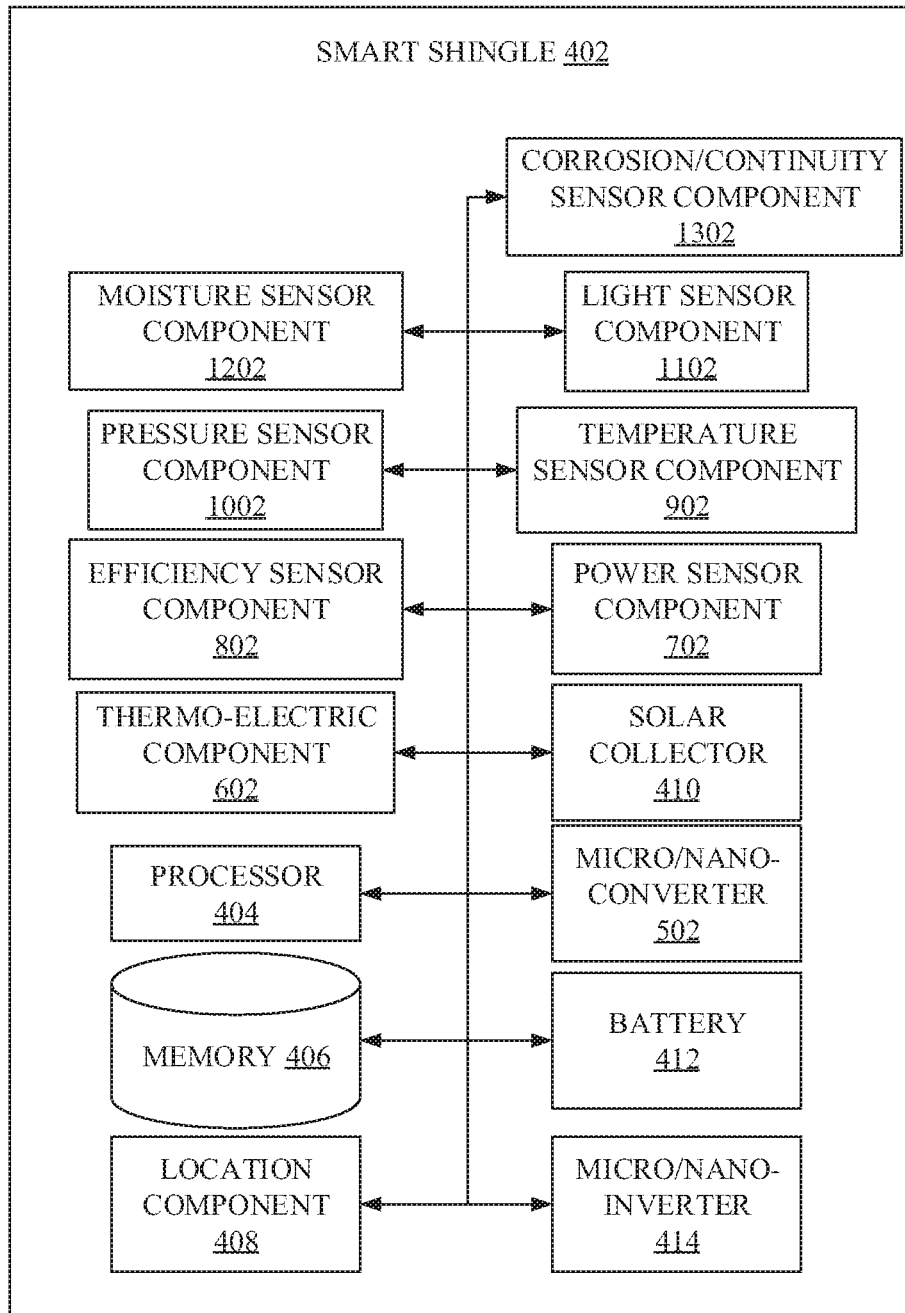 SMART SHINGLE 402
CORROSION/CONTINUITY
SENSOR COMPONENT
1302
MOISTURE SENSOR
COMPONENT
1202
LIGHT SENSOR
COMPONENT
1102
PRESSURE SENSOR
COMPONENT
1002
TEMPERATURE
SENSOR COMPONENT
902
EFFICIENCY SENSOR
COMPONENT
802
POWER SENSOR
COMPONENT
702
THERMO-ELECTRIC
COMPONENT
602
SOLAR
COLLECTOR
410
PROCESSOR
404
MICRO/NANO-
CONVERTER
502
MEMORY 406
BATTERY
412
LOCATION
COMPONENT
408
MICRO/NANO-
INVERTER
414